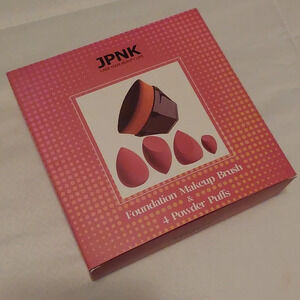 JPNK
Foundation Makeup Brush
&
4 Powder Puffs